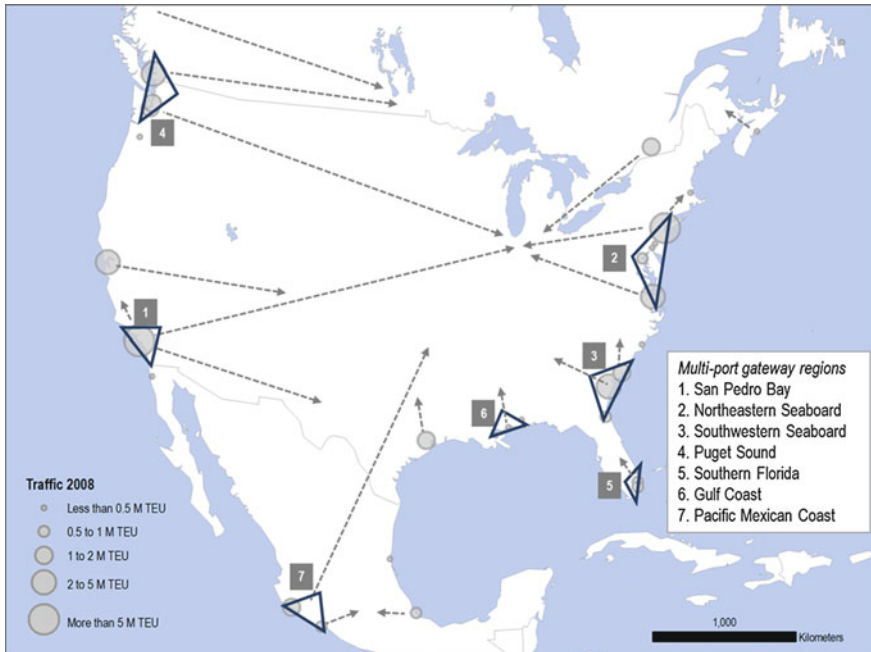 4
2
1
3
6
5
7
Multi-port gateway regions
1. San Pedro Bay
2. Northeastern Seaboard
3. Southwestern Seaboard
4. Puget Sound
5. Southern Florida
6. Gulf Coast
7. Pacific Mexican Coast
Traffic 2008
Less than 0.5 M TEU
0.5 to 1 M TEU
1 to 2 M TEU
2 to 5 M TEU
More than 5 M TEU
1,000
Kilometers